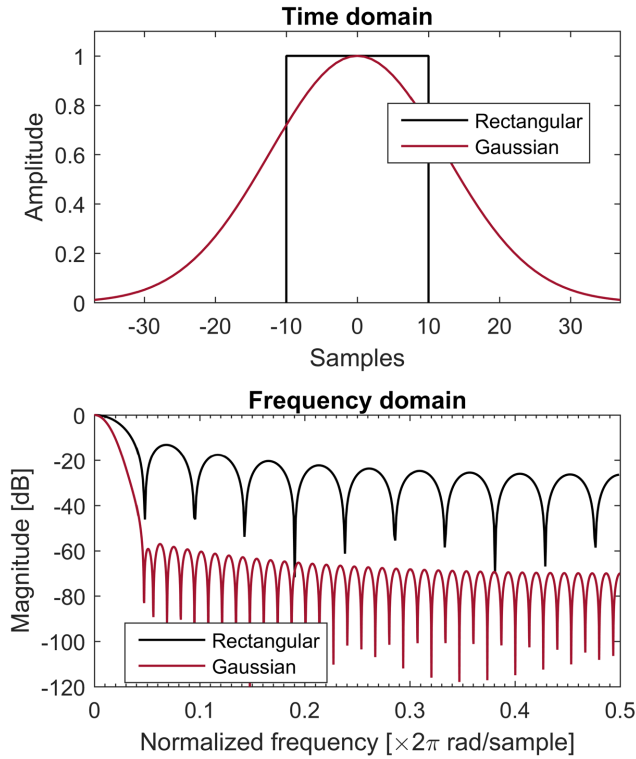 Time domain
1
0.8
0.6
0.4
0.2
0
Amplitude
Rectangular
Gaussian
-30 -20 -10 0 10 20 30
Samples
Frequency domain
0
-20
-40
-60
-80
-100
-120
Magnitude [dB]
Rectangular
Gaussian
0 0.1 0.2 0.3 0.4 0.5
Normalized frequency [×2π rad/sample]